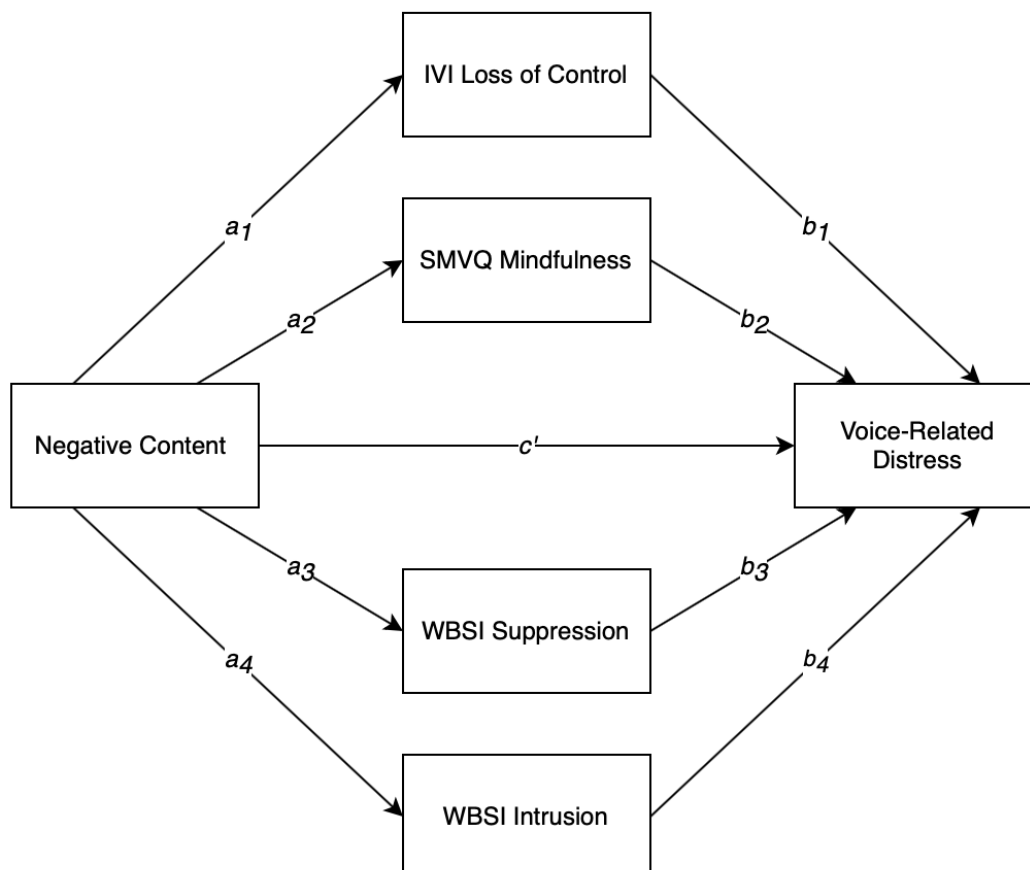 IVI Loss of Control
a1
b1
SMVQ Mindfulness
a2
b2
Negative Content
c'
Voice-Related
Distress
a3
b3
WBSI Suppression
a4
b4
WBSI Intrusion